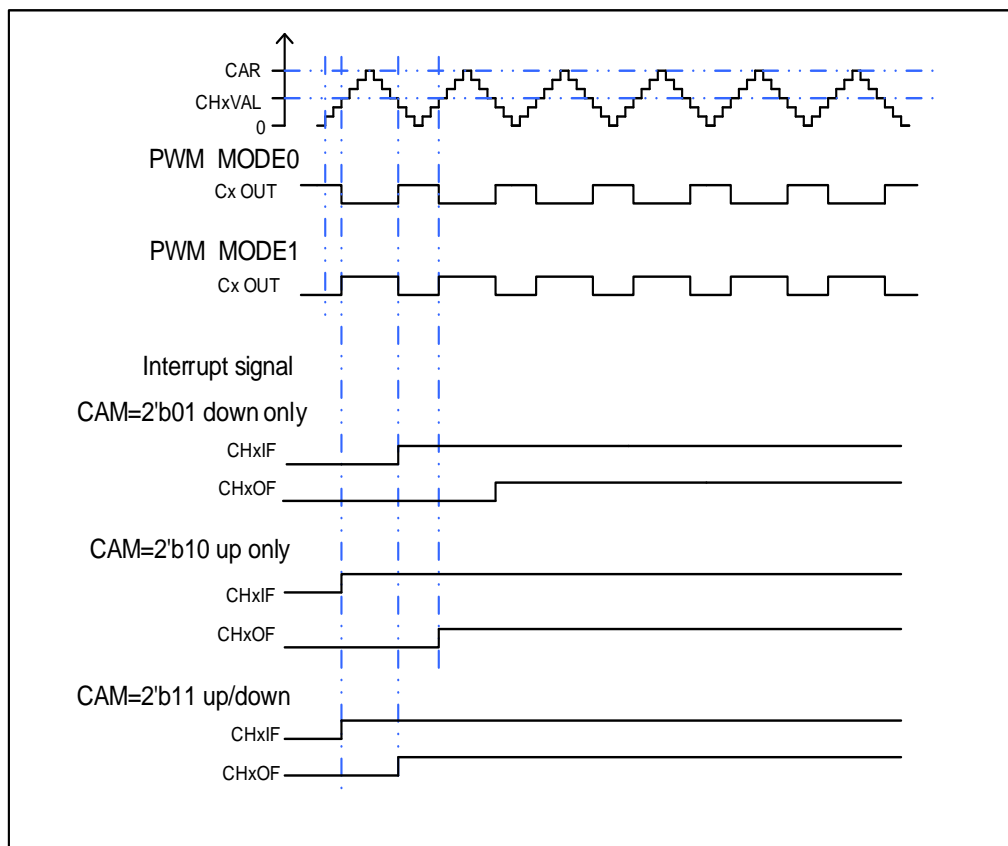 CAR
CHxVAL
0
PWM MODE0
Cx OUT
PWM MODE1
Cx OUT
Interrupt signal
CAM=2'b01 down only
CHxIF
CHxOF
CAM=2'b10 up only
CHxIF
CHxOF
CAM=2'b11 up/down
CHxIF
CHxOF